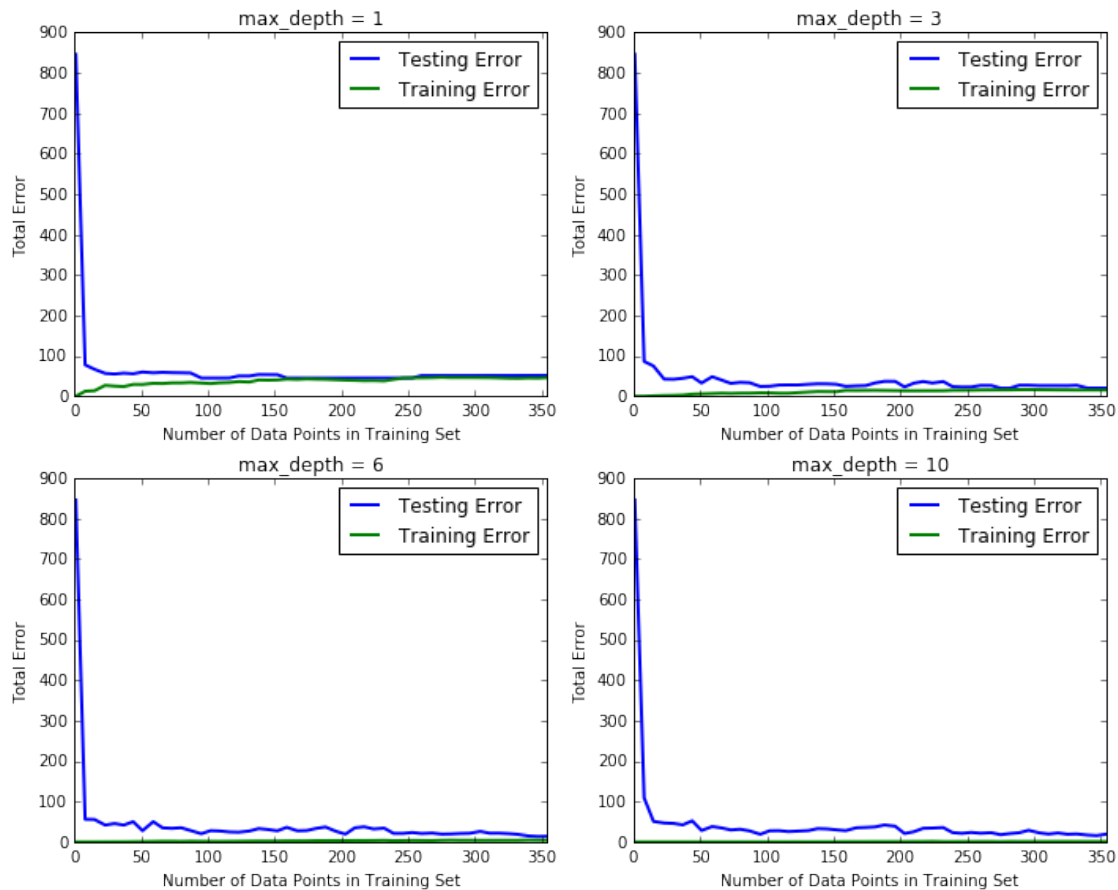 max_depth = 1
900
800
700
600
500
400
300
200
100
0
Total Error
Testing Error
Training Error
0 50 100 150 200 250 300 350
Number of Data Points in Training Set
max_depth = 3
900
800
700
600
500
400
300
200
100
0
Total Error
Testing Error
Training Error
0 50 100 150 200 250 300 350
Number of Data Points in Training Set
max_depth = 6
900
800
700
600
500
400
300
200
100
0
Total Error
Testing Error
Training Error
0 50 100 150 200 250 300 350
Number of Data Points in Training Set
max_depth = 10
900
800
700
600
500
400
300
200
100
0
Total Error
Testing Error
Training Error
0 50 100 150 200 250 300 350
Number of Data Points in Training Set